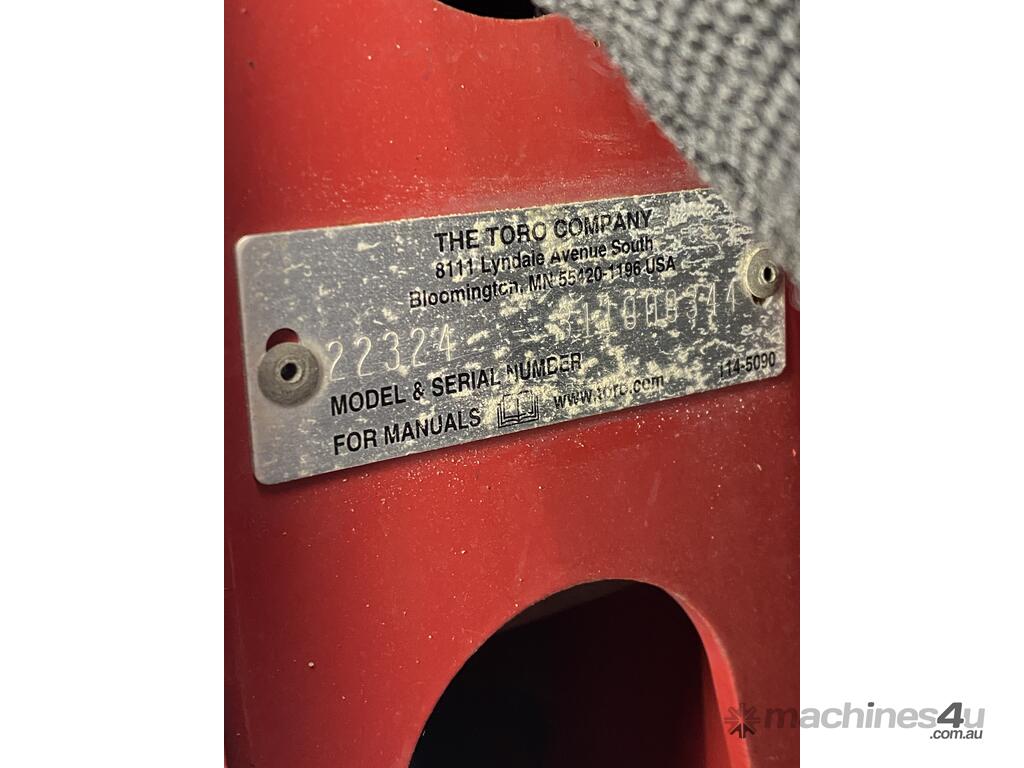 THE TORO COMPANY
8111 Lyndale Avenue South
Bloomington, MN 55420-1196 USA
22324 - 311000344
MODEL & SERIAL NUMBER
114-5090
FOR MANUALS www.toro.com
machines4u
.com.au